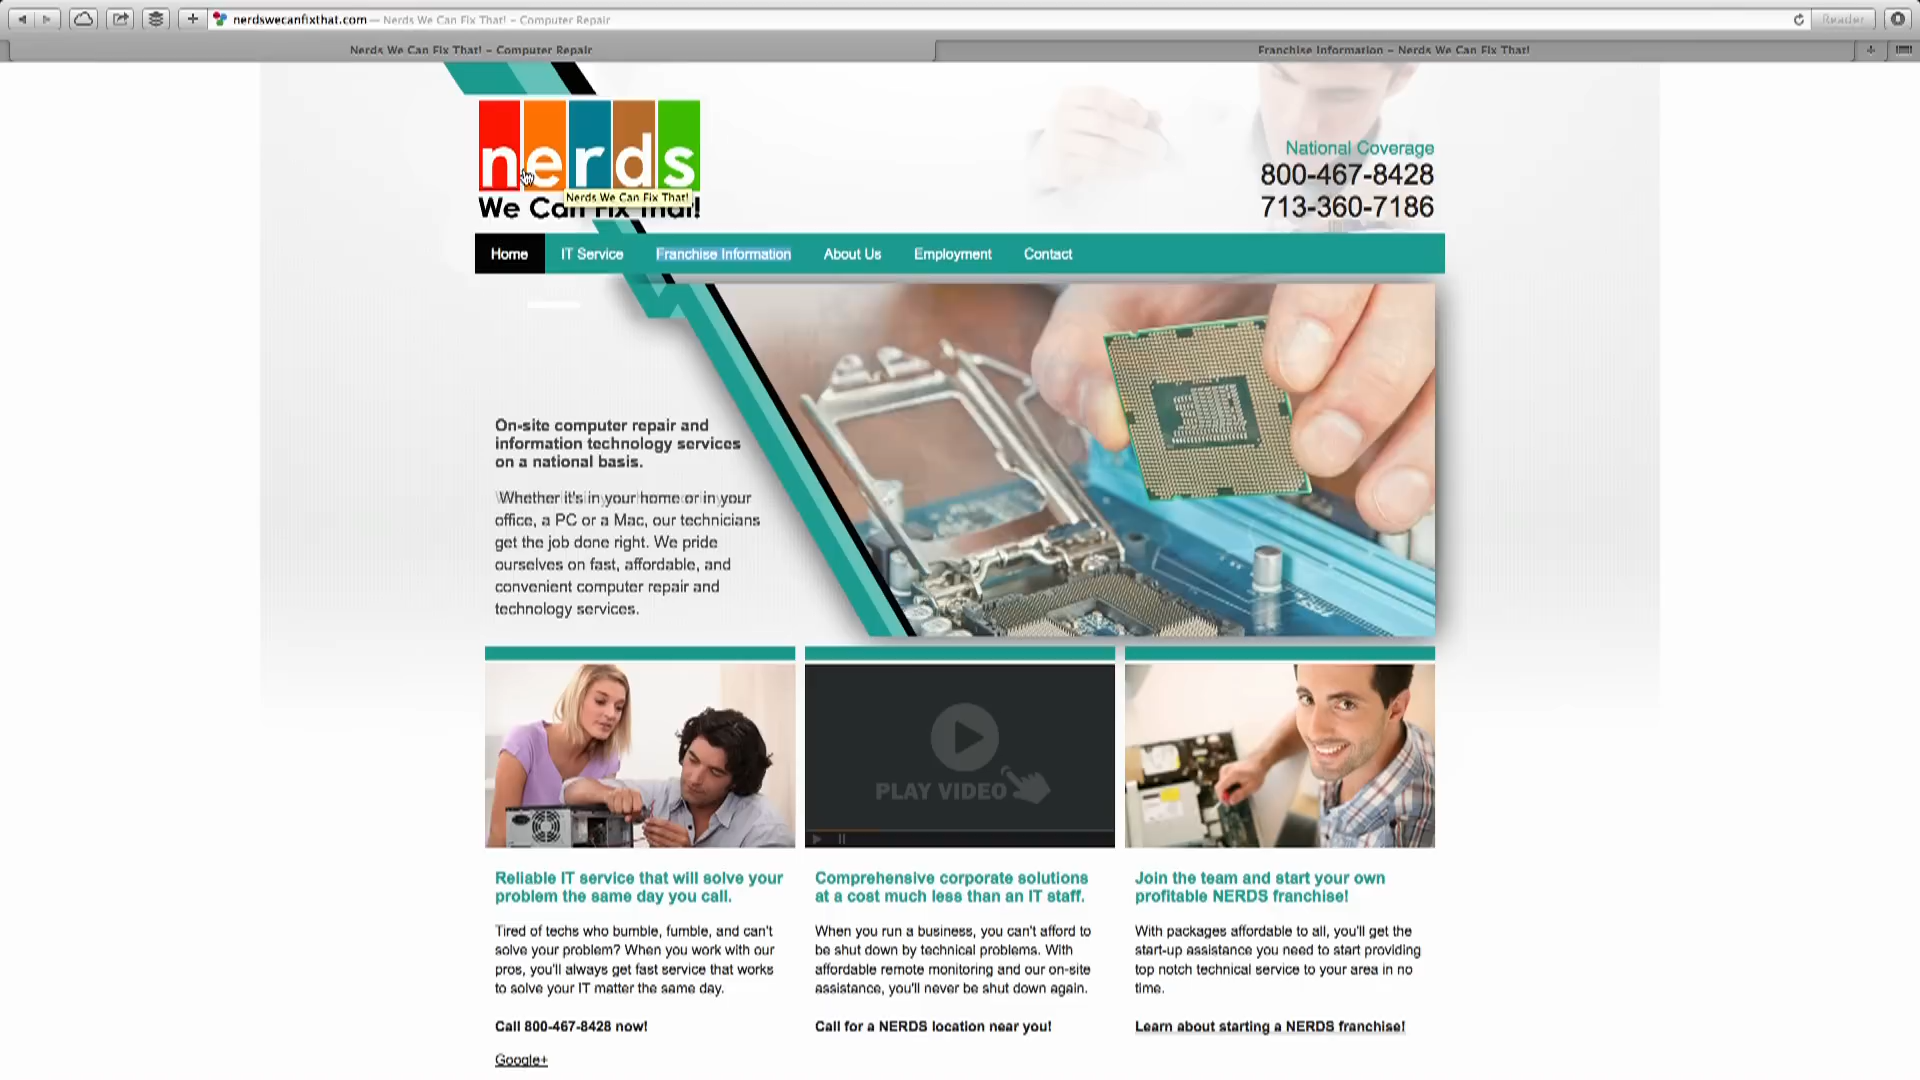 nerdswecanfixthat.com — Nerds We Can Fix That! – Computer Repair
Reader
Nerds We Can Fix That! – Computer Repair
Franchise Information – Nerds We Can Fix That!
nerds
We Can Fix That!
Nerds We Can Fix That!
National Coverage
800-467-8428
713-360-7186
Home IT Service Franchise Information About Us Employment Contact
On-site computer repair and
information technology services
on a national basis.
Whether it's in your home or in your
office, a PC or a Mac, our technicians
get the job done right. We pride
ourselves on fast, affordable, and
convenient computer repair and
technology services.
PLAY VIDEO
Reliable IT service that will solve your
problem the same day you call.
Tired of techs who bumble, fumble, and can't
solve your problem? When you work with our
pros, you'll always get fast service that works
to solve your IT matter the same day.
Call 800-467-8428 now!
Google+
Comprehensive corporate solutions
at a cost much less than an IT staff.
When you run a business, you can't afford to
be shut down by technical problems. With
affordable remote monitoring and our on-site
assistance, you'll never be shut down again.
Call for a NERDS location near you!
Join the team and start your own
profitable NERDS franchise!
With packages affordable to all, you'll get the
start-up assistance you need to start providing
top notch technical service to your area in no
time.
Learn about starting a NERDS franchise!